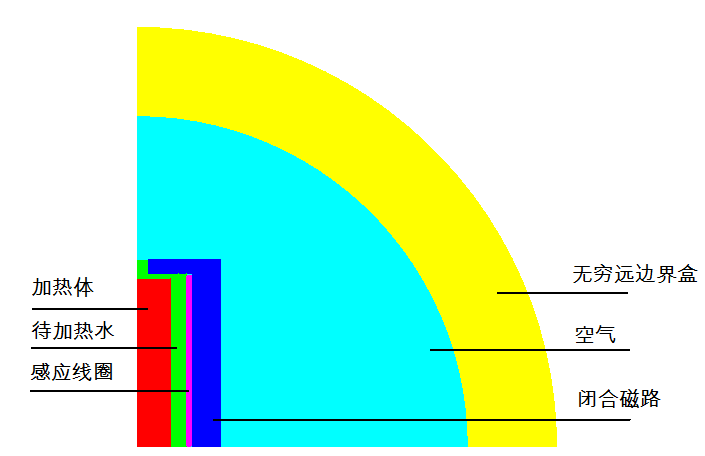 加热体
待加热水
感应线圈
无穷远边界盒
空气
闭合磁路